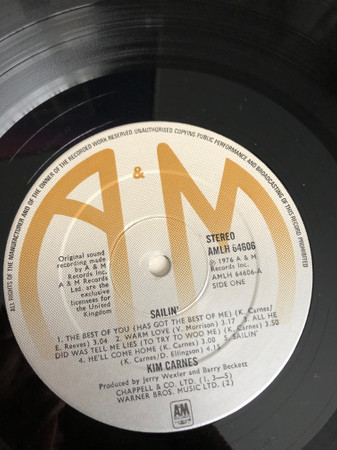 ALL RIGHTS OF THE MANUFACTURER AND OF THE OWNER OF THE RECORDED WORK RESERVED. UNAUTHORISED COPYING PUBLIC PERFORMANCE AND BROADCASTING OF THIS RECORD PROHIBITED
A & M
Original sound
recording made
by A & M
Records Inc.
A & M Records
Ltd. are the
exclusive
licensees for
the United
Kingdom
STEREO
AMLH 64606
℗ 1976 A & M
Records Inc.
AMLH 64606-A
SIDE ONE
SAILIN'
1. THE BEST OF YOU (HAS GOT THE BEST OF ME) (K. Carnes/
E. Reeves) 3.04 2. WARM LOVE (V. Morrison) 3.17 3. ALL HE
DID WAS TELL ME LIES (TO TRY TO WOO ME) (K. Carnes) 3.50
4. HE'LL COME HOME (K. Carnes) 5. SAILIN'
(K. Carnes/D. Ellingson)
KIM CARNES
Produced by Jerry Wexler and Barry Beckett
CHAPPELL & CO. LTD. (1, 3-5)
WARNER BROS. MUSIC LTD. (2)
A&M